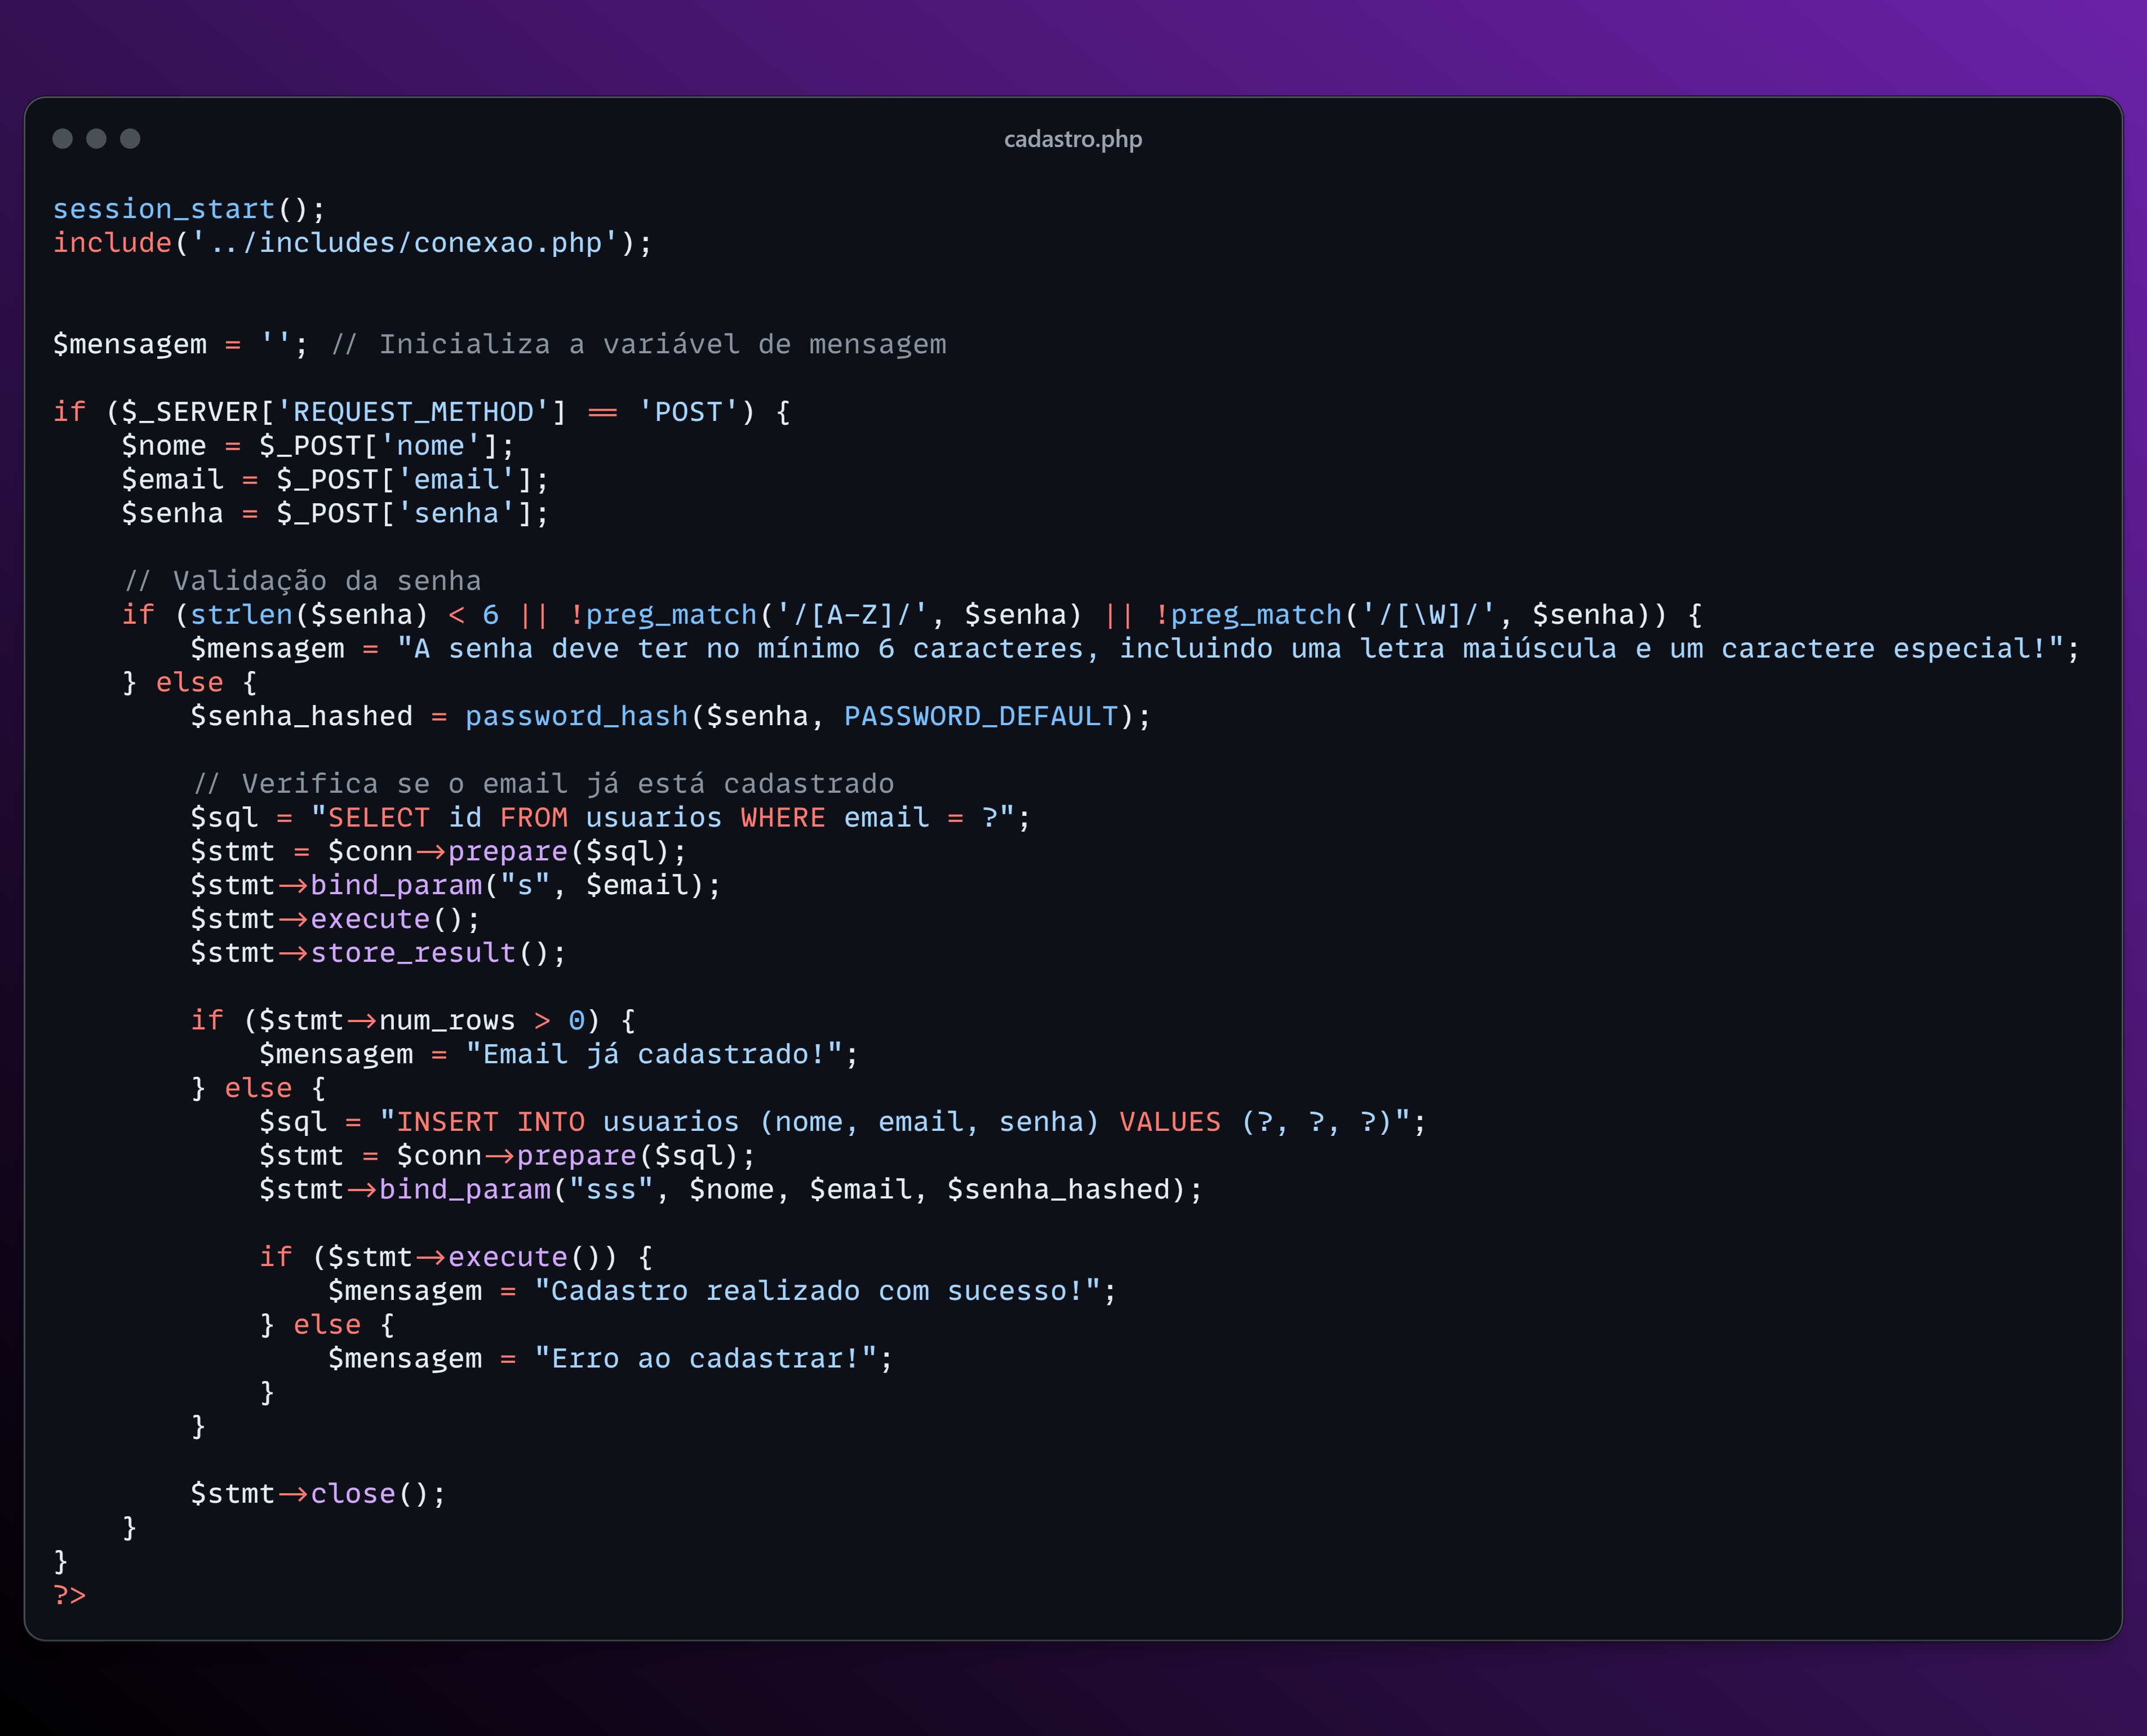 cadastro.php
session_start();
include('../includes/conexao.php');
$mensagem = ''; // Inicializa a variável de mensagem
if ($_SERVER['REQUEST_METHOD'] == 'POST') {
    $nome = $_POST['nome'];
    $email = $_POST['email'];
    $senha = $_POST['senha'];
    // Validação da senha
    if (strlen($senha) < 6 || !preg_match('/[A-Z]/', $senha) || !preg_match('/[\W]/', $senha)) {
        $mensagem = "A senha deve ter no mínimo 6 caracteres, incluindo uma letra maiúscula e um caractere especial!";
    } else {
        $senha_hashed = password_hash($senha, PASSWORD_DEFAULT);
        // Verifica se o email já está cadastrado
        $sql = "SELECT id FROM usuarios WHERE email = ?";
        $stmt = $conn->prepare($sql);
        $stmt->bind_param("s", $email);
        $stmt->execute();
        $stmt->store_result();
        if ($stmt->num_rows > 0) {
            $mensagem = "Email já cadastrado!";
        } else {
            $sql = "INSERT INTO usuarios (nome, email, senha) VALUES (?, ?, ?)";
            $stmt = $conn->prepare($sql);
            $stmt->bind_param("sss", $nome, $email, $senha_hashed);
            if ($stmt->execute()) {
                $mensagem = "Cadastro realizado com sucesso!";
            } else {
                $mensagem = "Erro ao cadastrar!";
            }
        }
        $stmt->close();
    }
}
?>